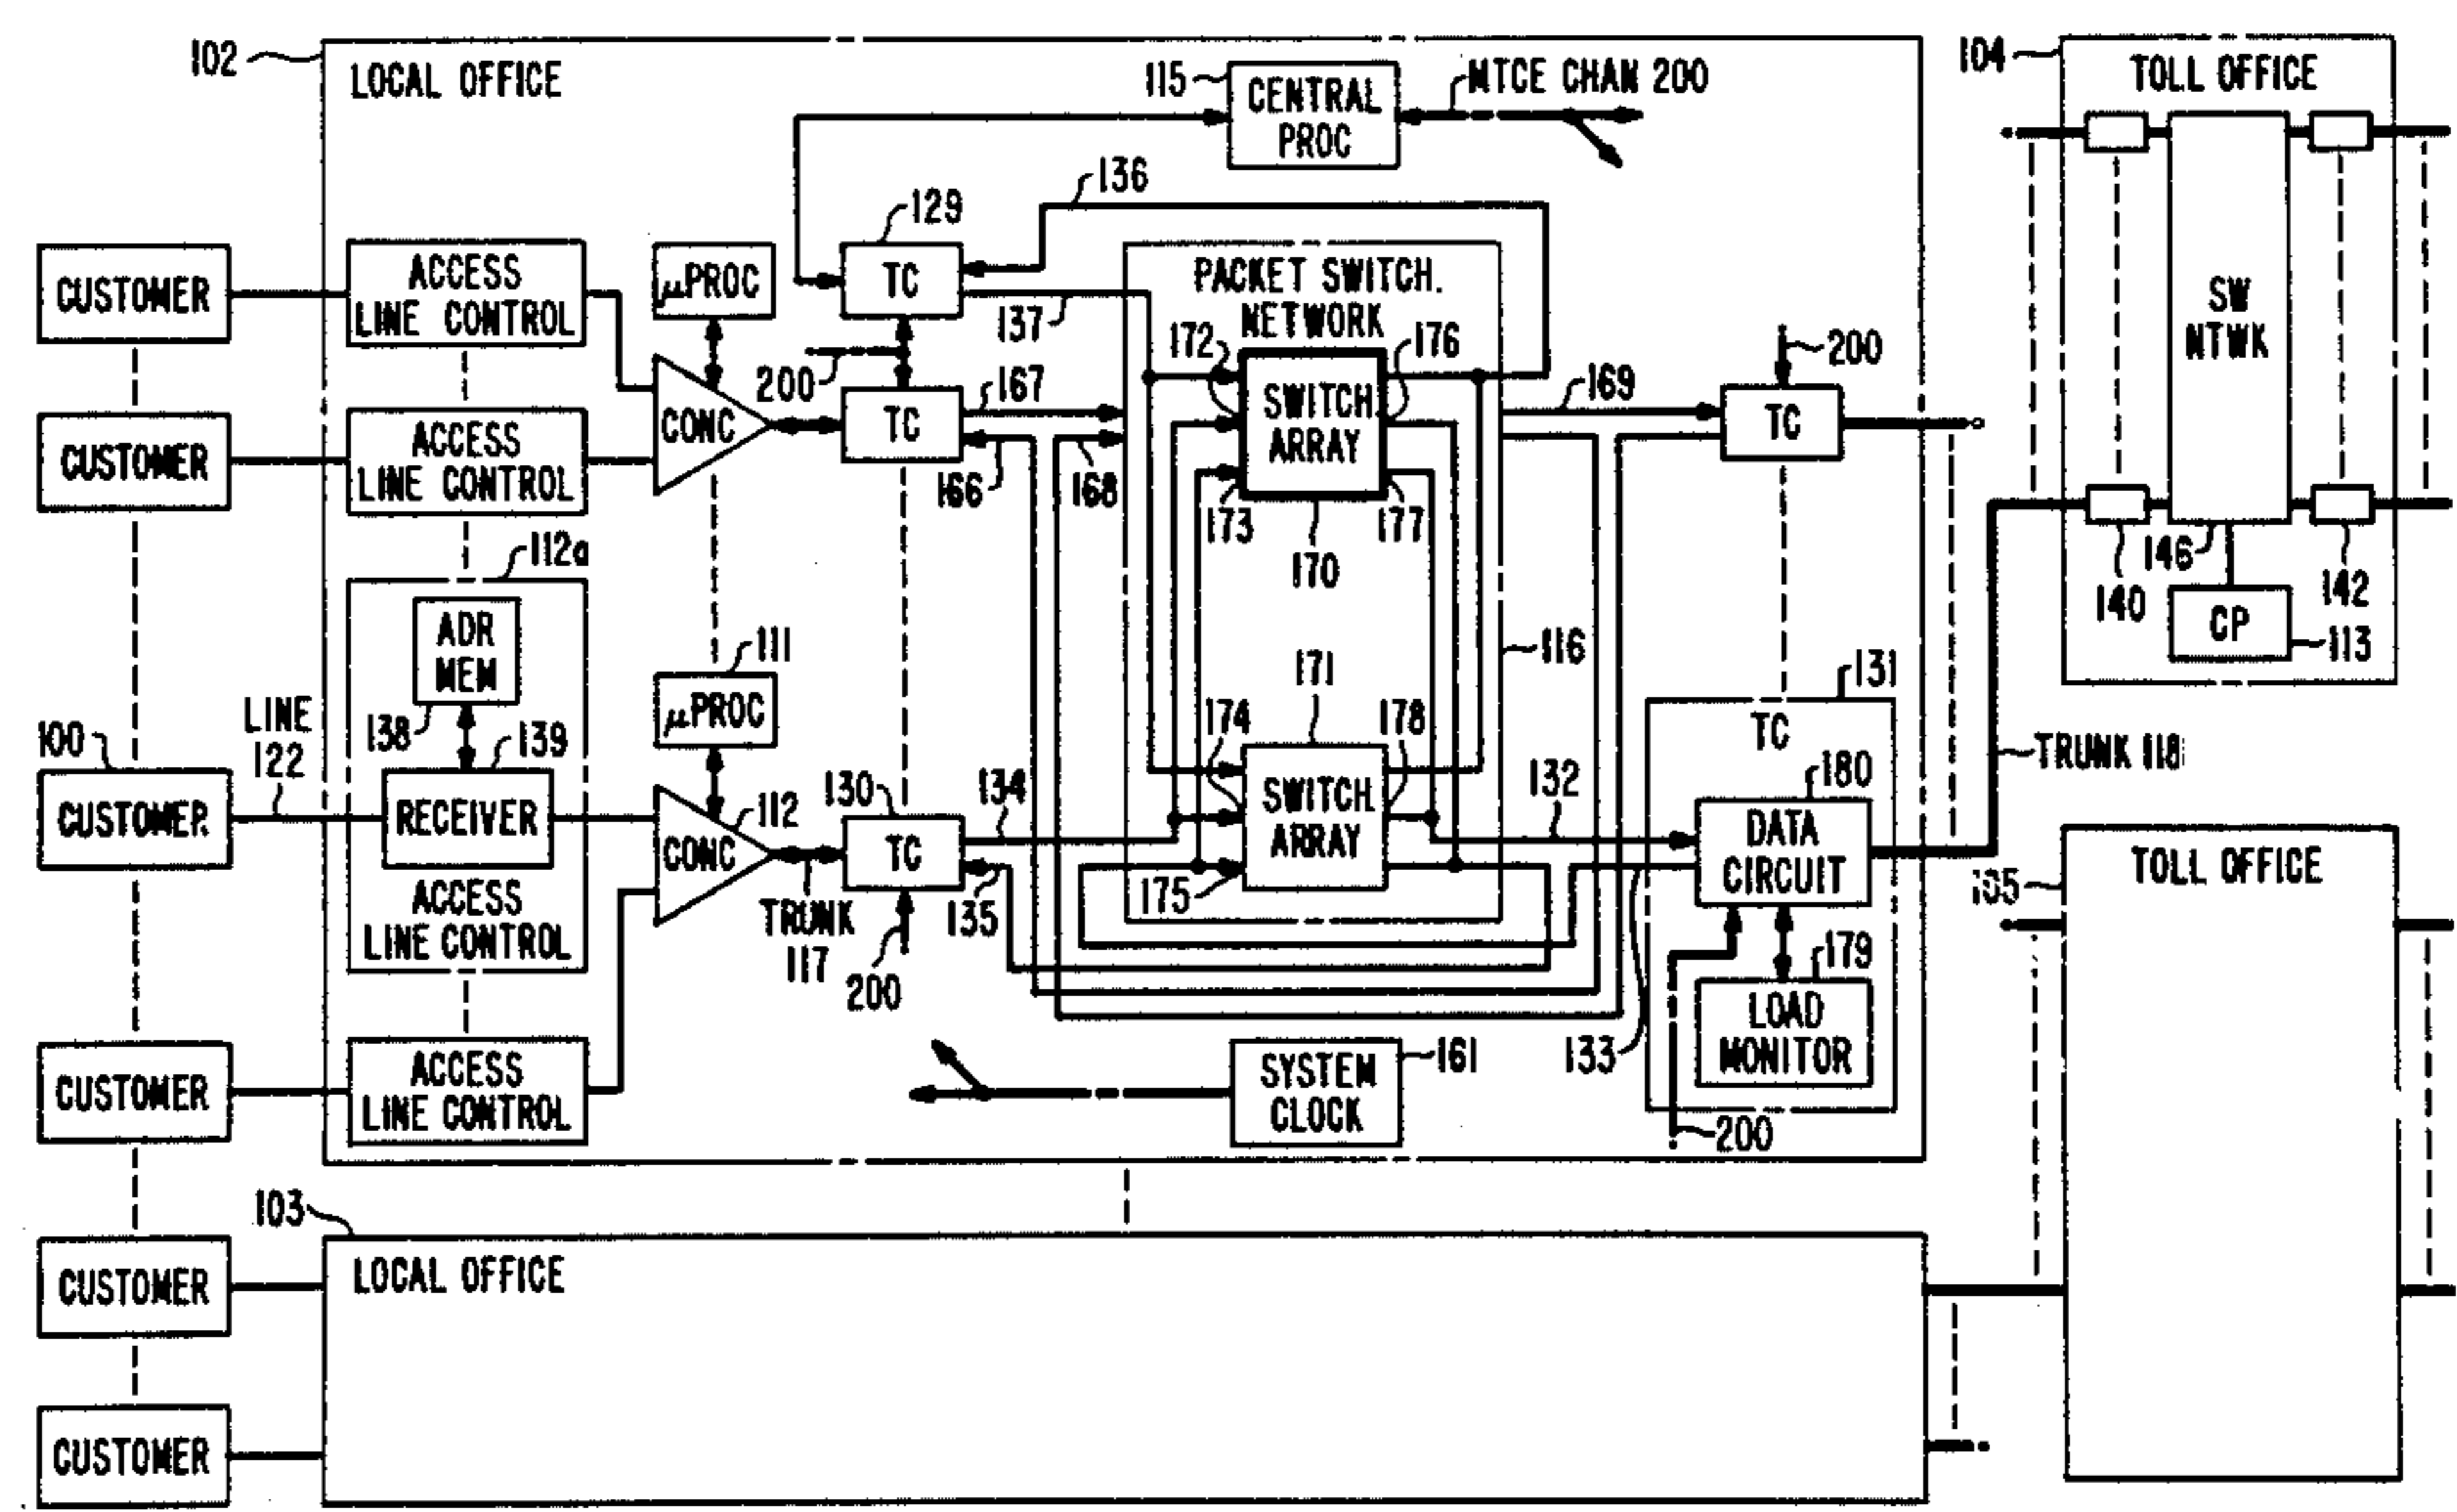 102
LOCAL OFFICE
115
CENTRAL
PROC
MTCE CHAN 200
104
TOLL OFFICE
136
129
CUSTOMER
ACCESS
LINE CONTROL
μPROC
TC
137
PACKET SWITCH.
NETWORK
SW
NTWK
172
176
200
200
167
169
CUSTOMER
ACCESS
LINE CONTROL
CONC
TC
SWITCH
ARRAY
TC
166
168
173
177
170
112a
146
140
142
CP
113
ADR
MEM
138
139
111
μPROC
116
171
131
TC
LINE
122
100
CUSTOMER
RECEIVER
ACCESS
LINE CONTROL
CONC
112
130
TC
134
174
178
SWITCH
ARRAY
175
132
180
DATA
CIRCUIT
TRUNK 118
105
TOLL OFFICE
TRUNK
117
200
135
179
LOAD
MONITOR
133
200
CUSTOMER
ACCESS
LINE CONTROL
SYSTEM
CLOCK
161
103
CUSTOMER
LOCAL OFFICE
CUSTOMER